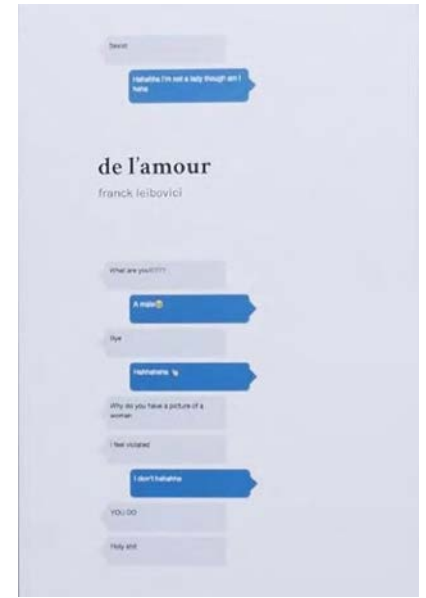 Sexist
Hahahha I'm not a lady though am I
haha
de l'amour
franck leibovici
What are you?????
A male
Bye
Hahhahaha
Why do you have a picture of a
woman
I feel violated
I don't hahahha
YOU DO
Holy shit